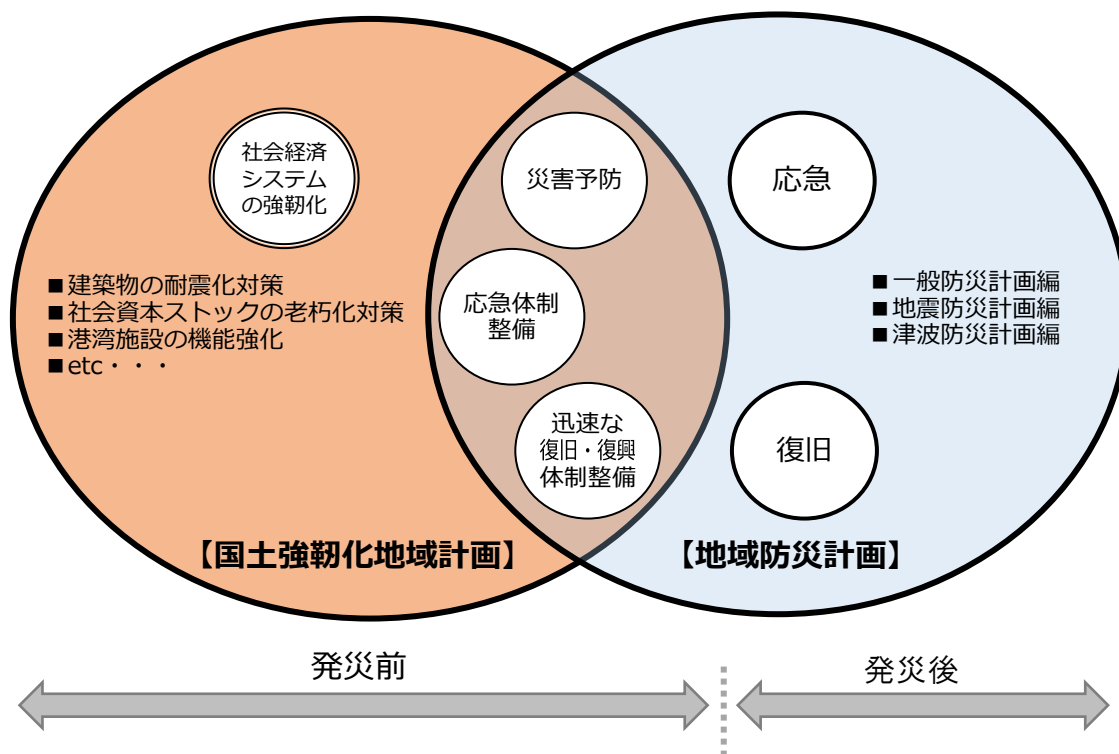 社会経済
システム
の強靭化
■建築物の耐震化対策
■社会資本ストックの老朽化対策
■港湾施設の機能強化
■etc・・・
災害予防
応急体制
整備
迅速な
復旧・復興
体制整備
応急
■一般防災計画編
■地震防災計画編
■津波防災計画編
復旧
【国土強靭化地域計画】
【地域防災計画】
発災前
発災後